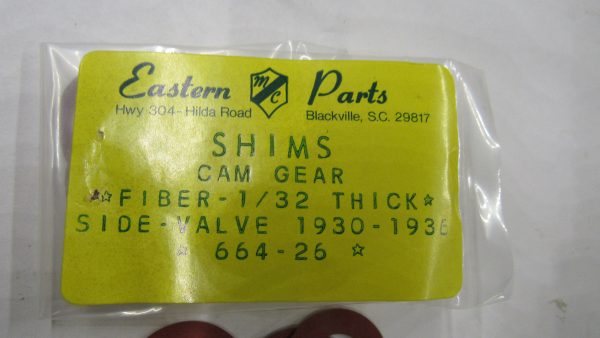 Eastern MC Parts
Hwy 304-Hilda Road Blackville, S.C. 29817
SHIMS
CAM GEAR
☆FIBER-1/32 THICK☆
SIDE-VALVE 1930-1936
☆ 664-26 ☆